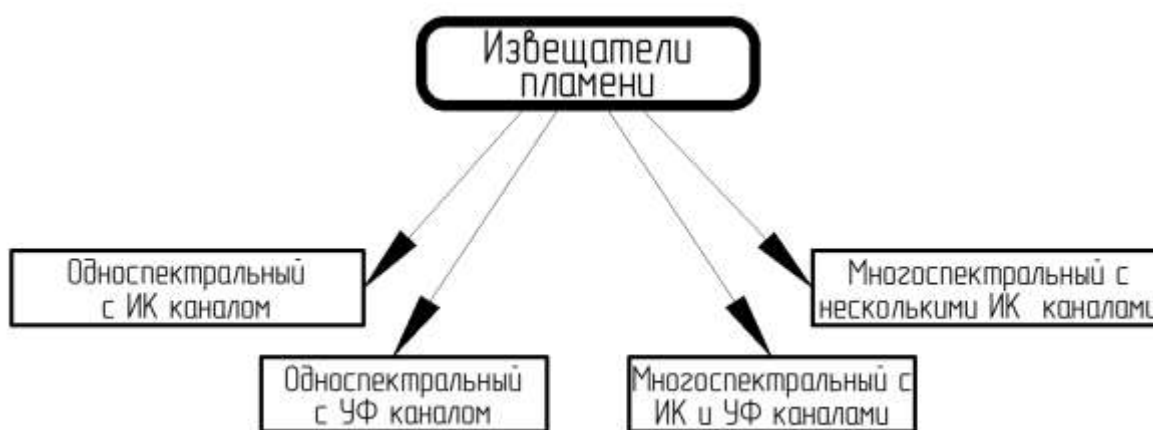 Извещатели
пламени
Односпектральный
с ИК каналом
Многоспектральный с
несколькими ИК каналами
Односпектральный
с УФ каналом
Многоспектральный с
ИК и УФ каналами